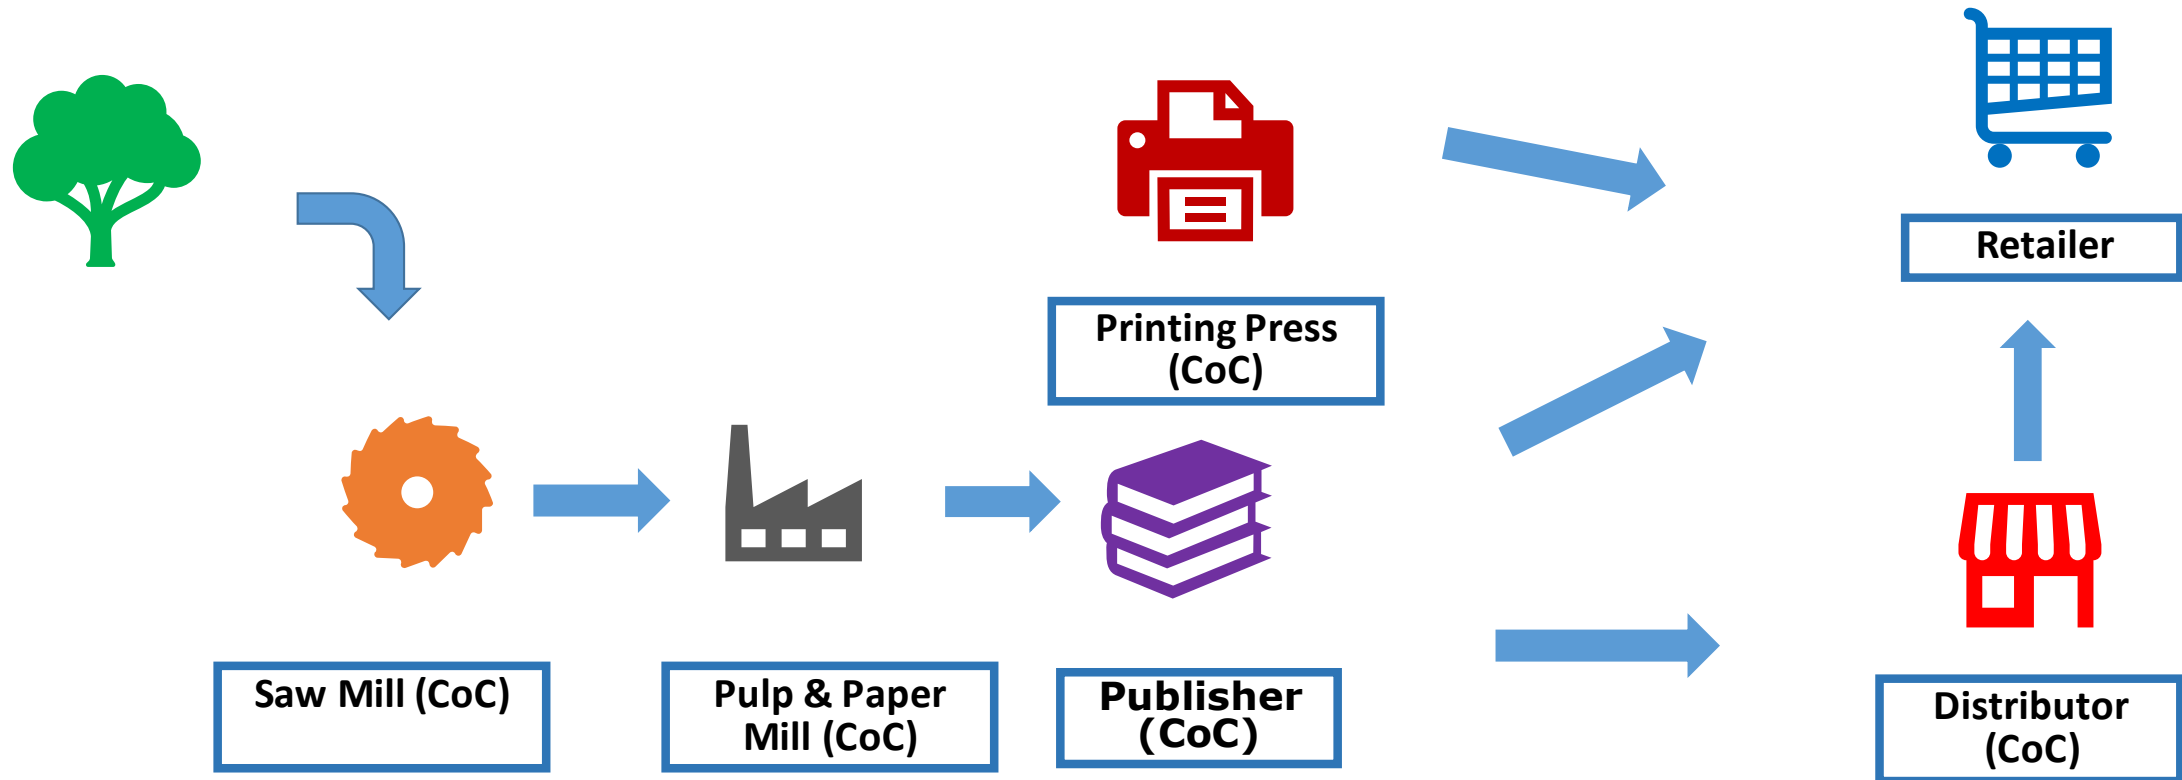 Retailer
Printing Press
(CoC)
Saw Mill (CoC)
Pulp & Paper
Mill (CoC)
Publisher
(CoC)
Distributor
(CoC)